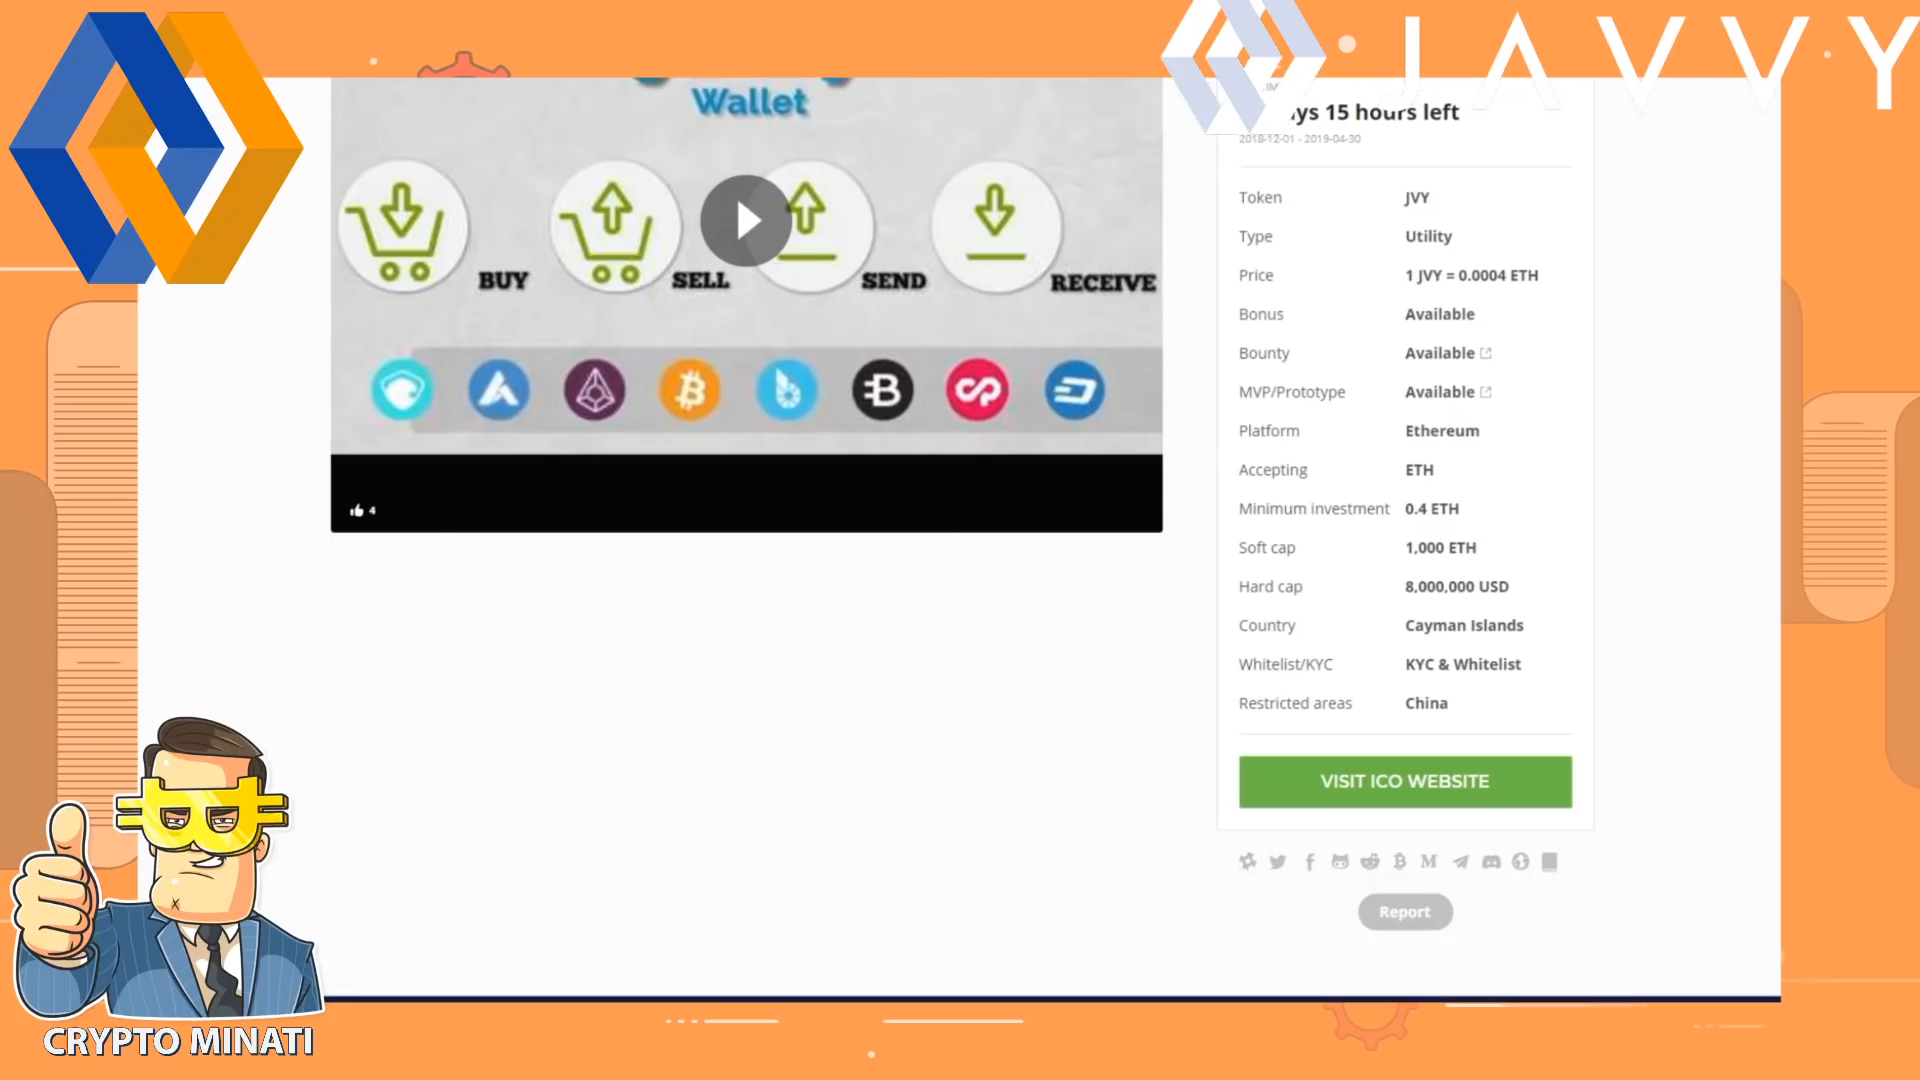 JAVVY
Wallet
BUY
SELL
SEND
RECEIVE
4
ys 15 hours left
2018-12-01 - 2019-04-30
Token JVY
Type Utility
Price 1 JVY = 0.0004 ETH
Bonus Available
Bounty Available
MVP/Prototype Available
Platform Ethereum
Accepting ETH
Minimum investment 0.4 ETH
Soft cap 1,000 ETH
Hard cap 8,000,000 USD
Country Cayman Islands
Whitelist/KYC KYC & Whitelist
Restricted areas China
VISIT ICO WEBSITE
Report
CRYPTO MINATI